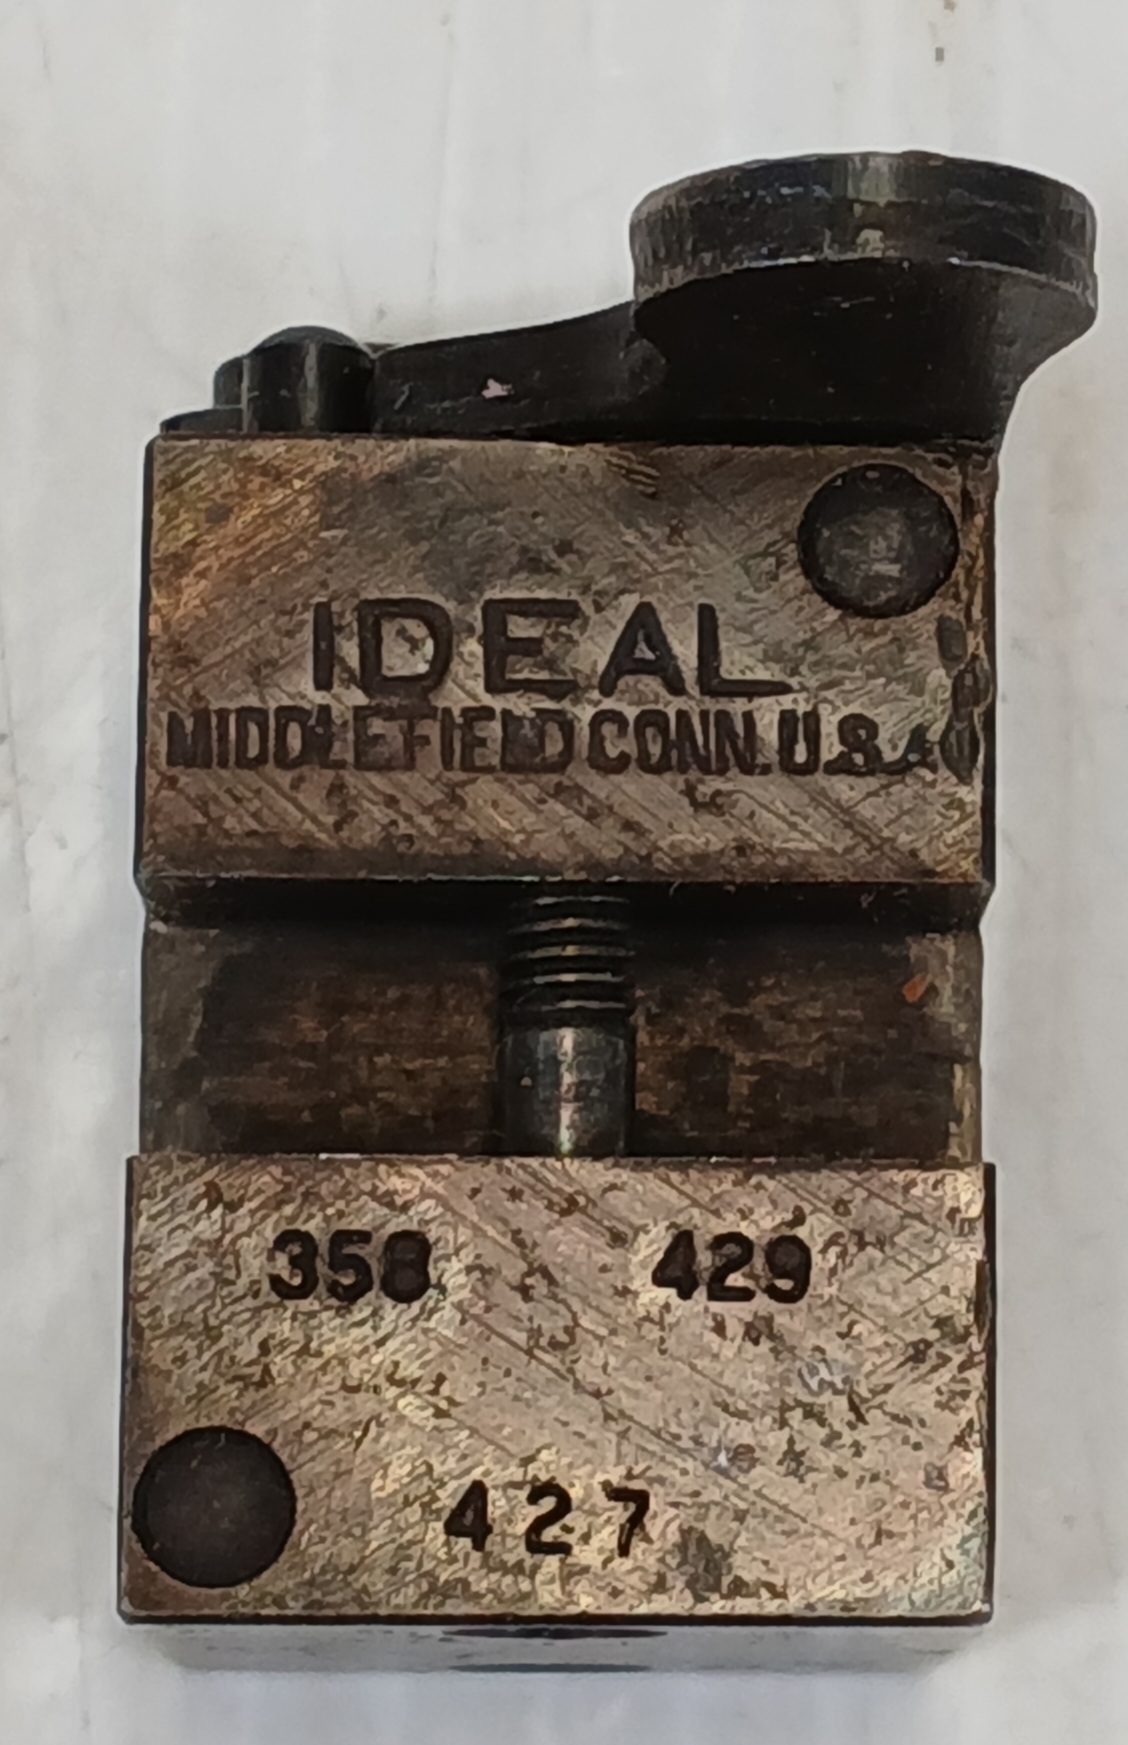 IDEAL
MIDDLEFIELD CONN. U.S.A.
358 429
427